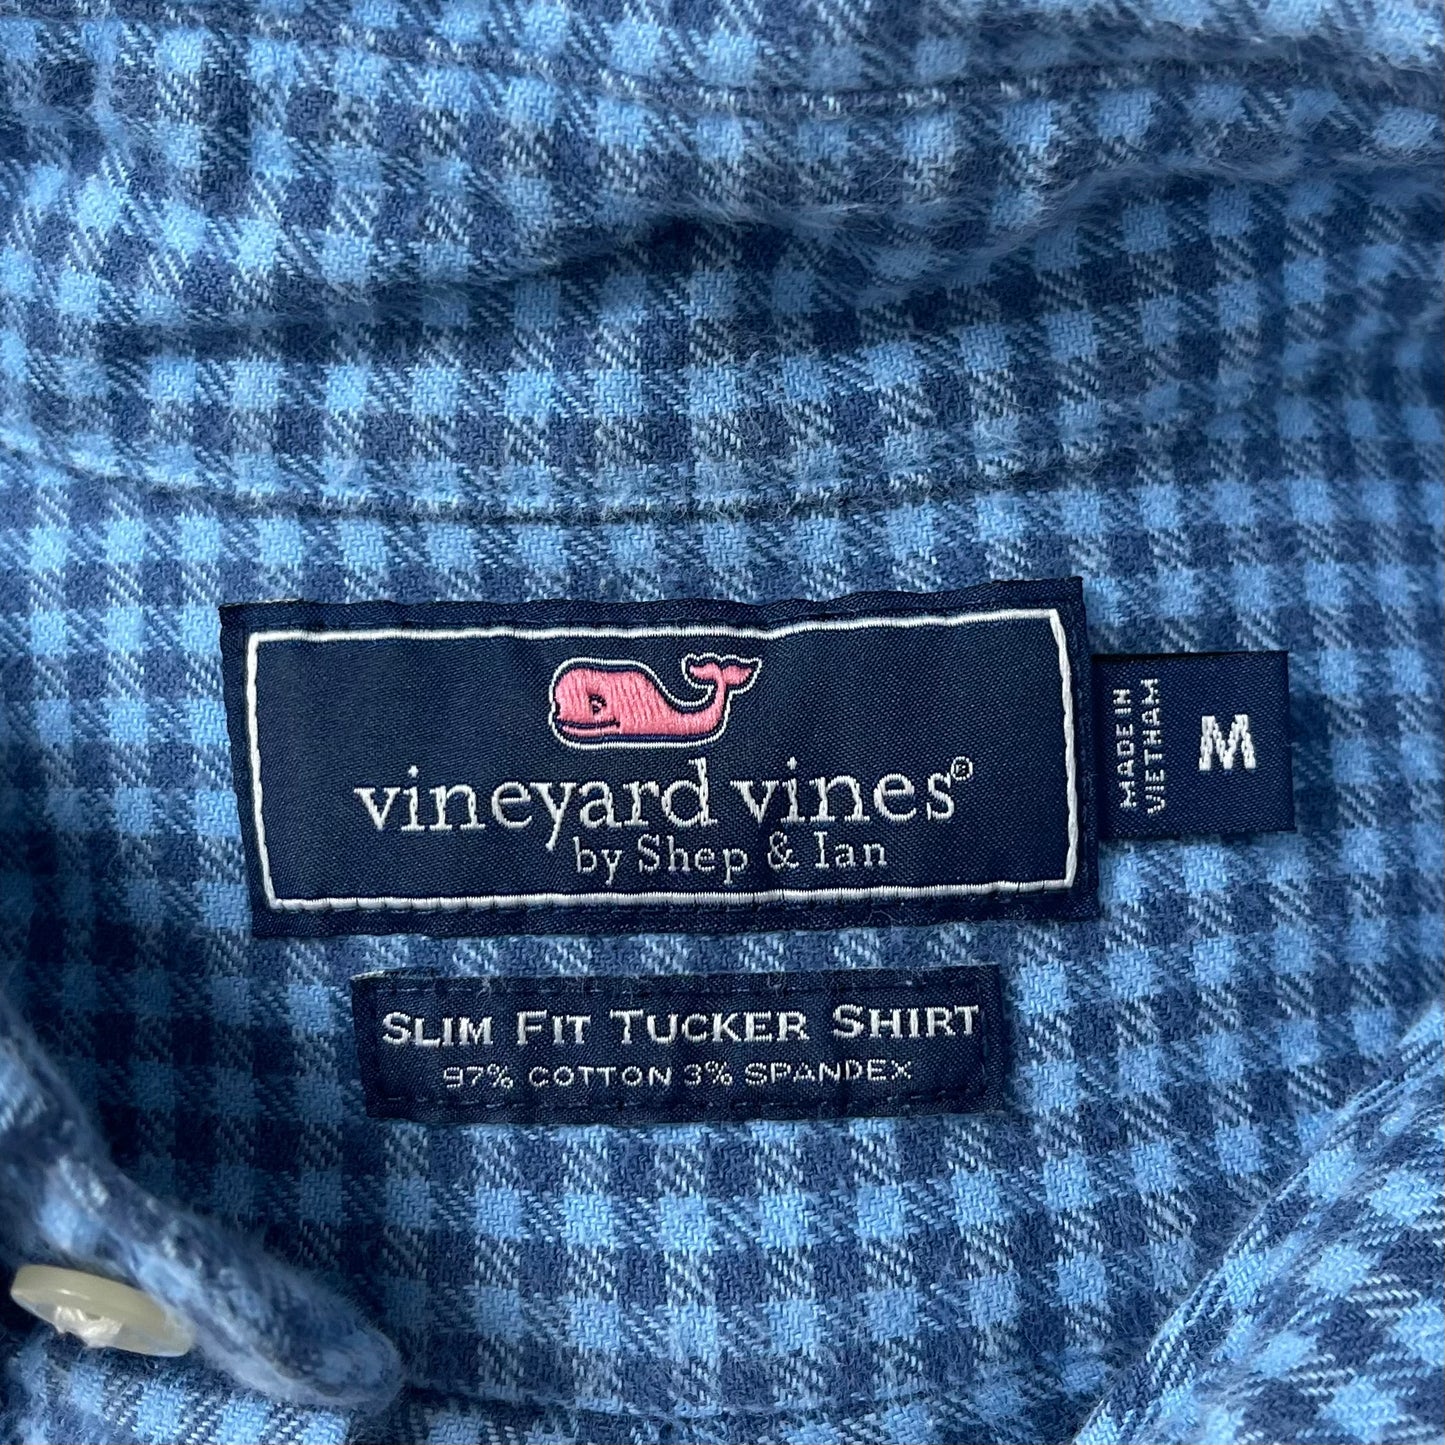 vineyard vines®
by Shep & Ian
MADE IN
VIETNAM
M
SLIM FIT TUCKER SHIRT
97% COTTON 3% SPANDEX